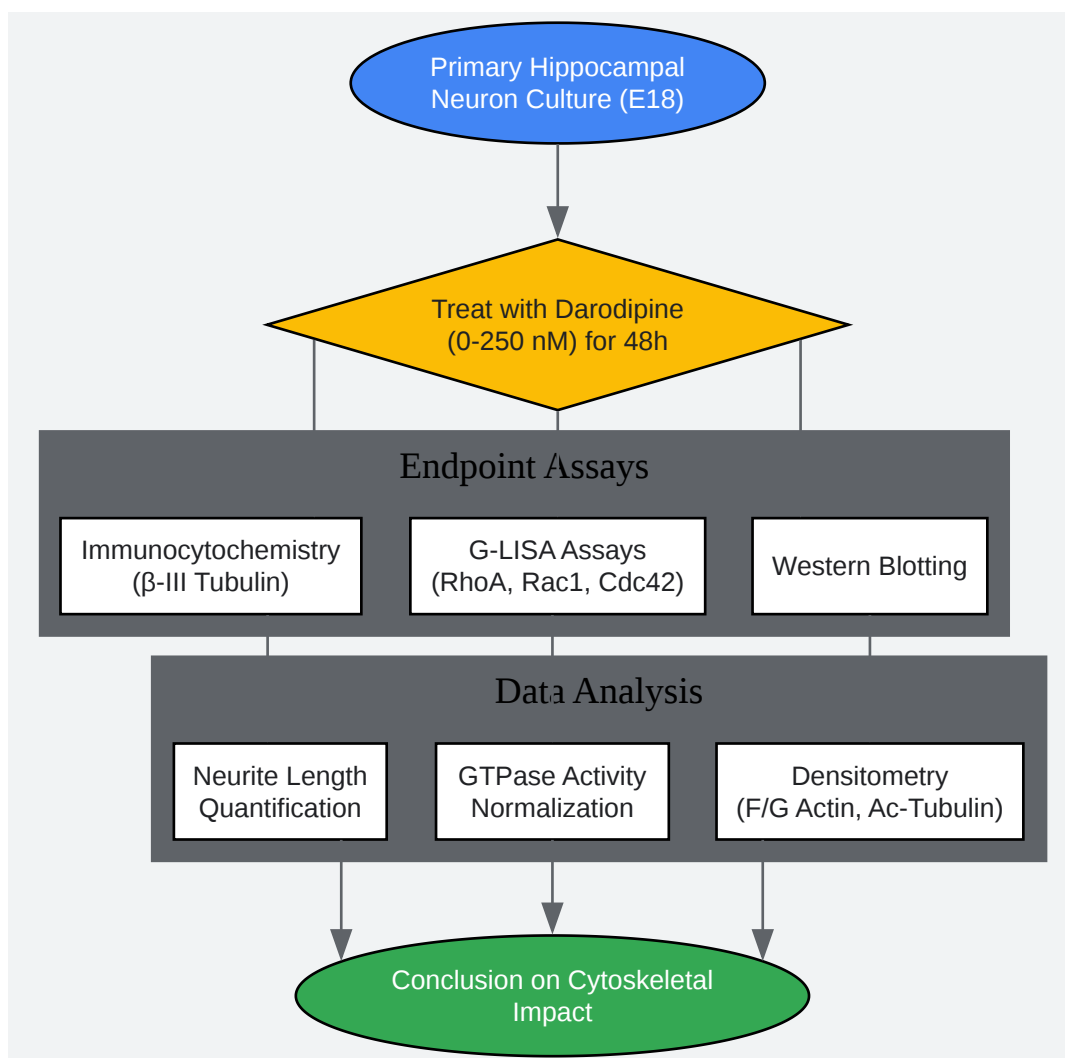 Primary Hippocampal
Neuron Culture (E18)
Treat with Darodipine
(0-250 nM) for 48h
Endpoint Assays
Immunocytochemistry
(β-III Tubulin)
G-LISA Assays
(RhoA, Rac1, Cdc42)
Western Blotting
Data Analysis
Neurite Length
Quantification
GTPase Activity
Normalization
Densitometry
(F/G Actin, Ac-Tubulin)
Conclusion on Cytoskeletal
Impact